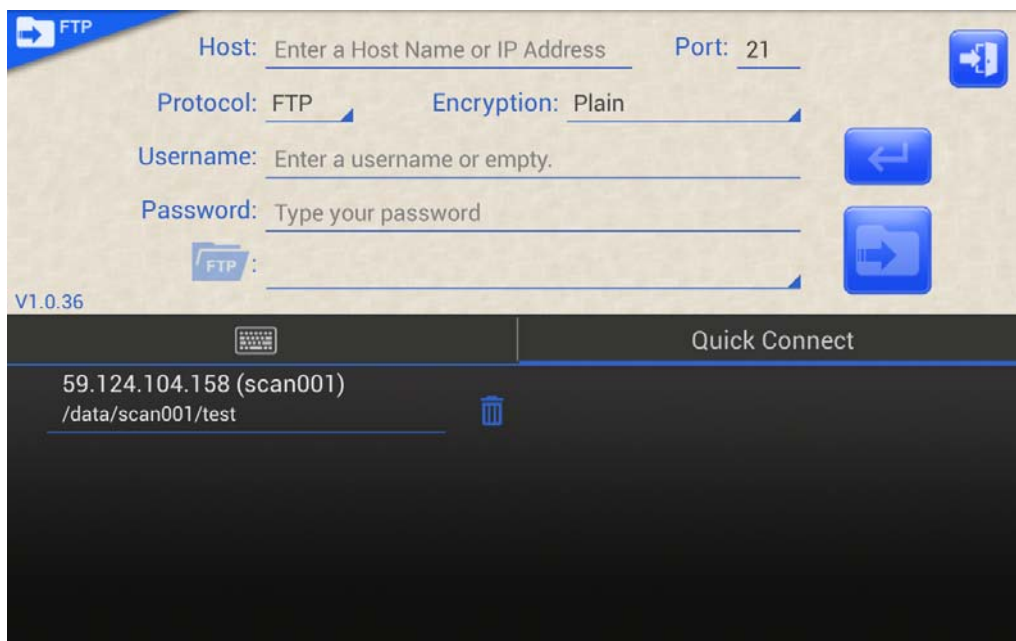 FTP
Host: Enter a Host Name or IP Address Port: 21
Protocol: FTP Encryption: Plain
Username: Enter a username or empty.
Password: Type your password
FTP :
V1.0.36
Quick Connect
59.124.104.158 (scan001)
/data/scan001/test